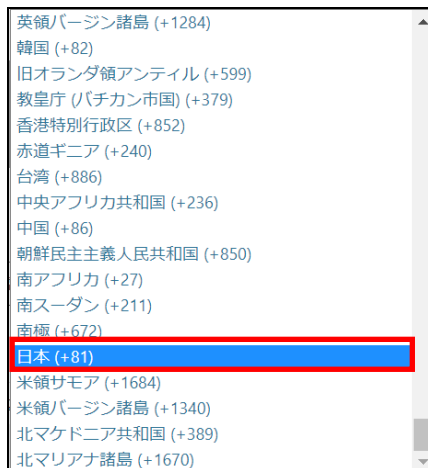 英領バージン諸島 (+1284)
韓国 (+82)
旧オランダ領アンティル (+599)
教皇庁 (バチカン市国) (+379)
香港特別行政区 (+852)
赤道ギニア (+240)
台湾 (+886)
中央アフリカ共和国 (+236)
中国 (+86)
朝鮮民主主義人民共和国 (+850)
南アフリカ (+27)
南スーダン (+211)
南極 (+672)
日本 (+81)
米領サモア (+1684)
米領バージン諸島 (+1340)
北マケドニア共和国 (+389)
北マリアナ諸島 (+1670)